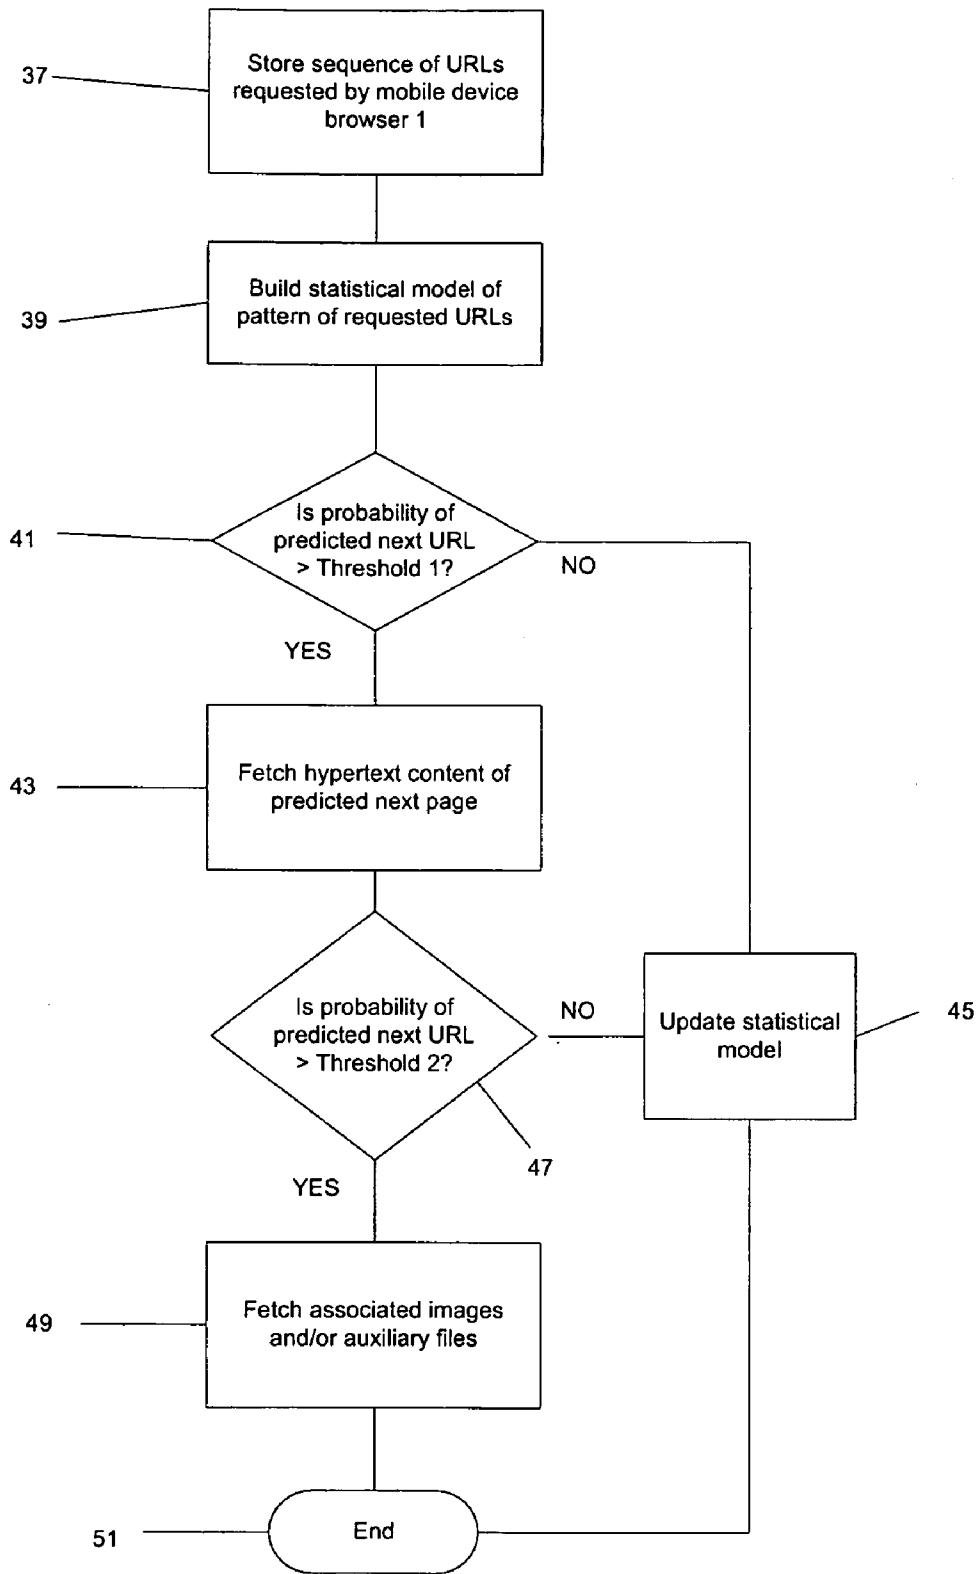 37
Store sequence of URLs
requested by mobile device
browser 1
39
Build statistical model of
pattern of requested URLs
41
Is probability of
predicted next URL
> Threshold 1?
NO
YES
43
Fetch hypertext content of
predicted next page
Is probability of
predicted next URL
> Threshold 2?
NO
Update statistical
model
45
47
YES
49
Fetch associated images
and/or auxiliary files
51
End